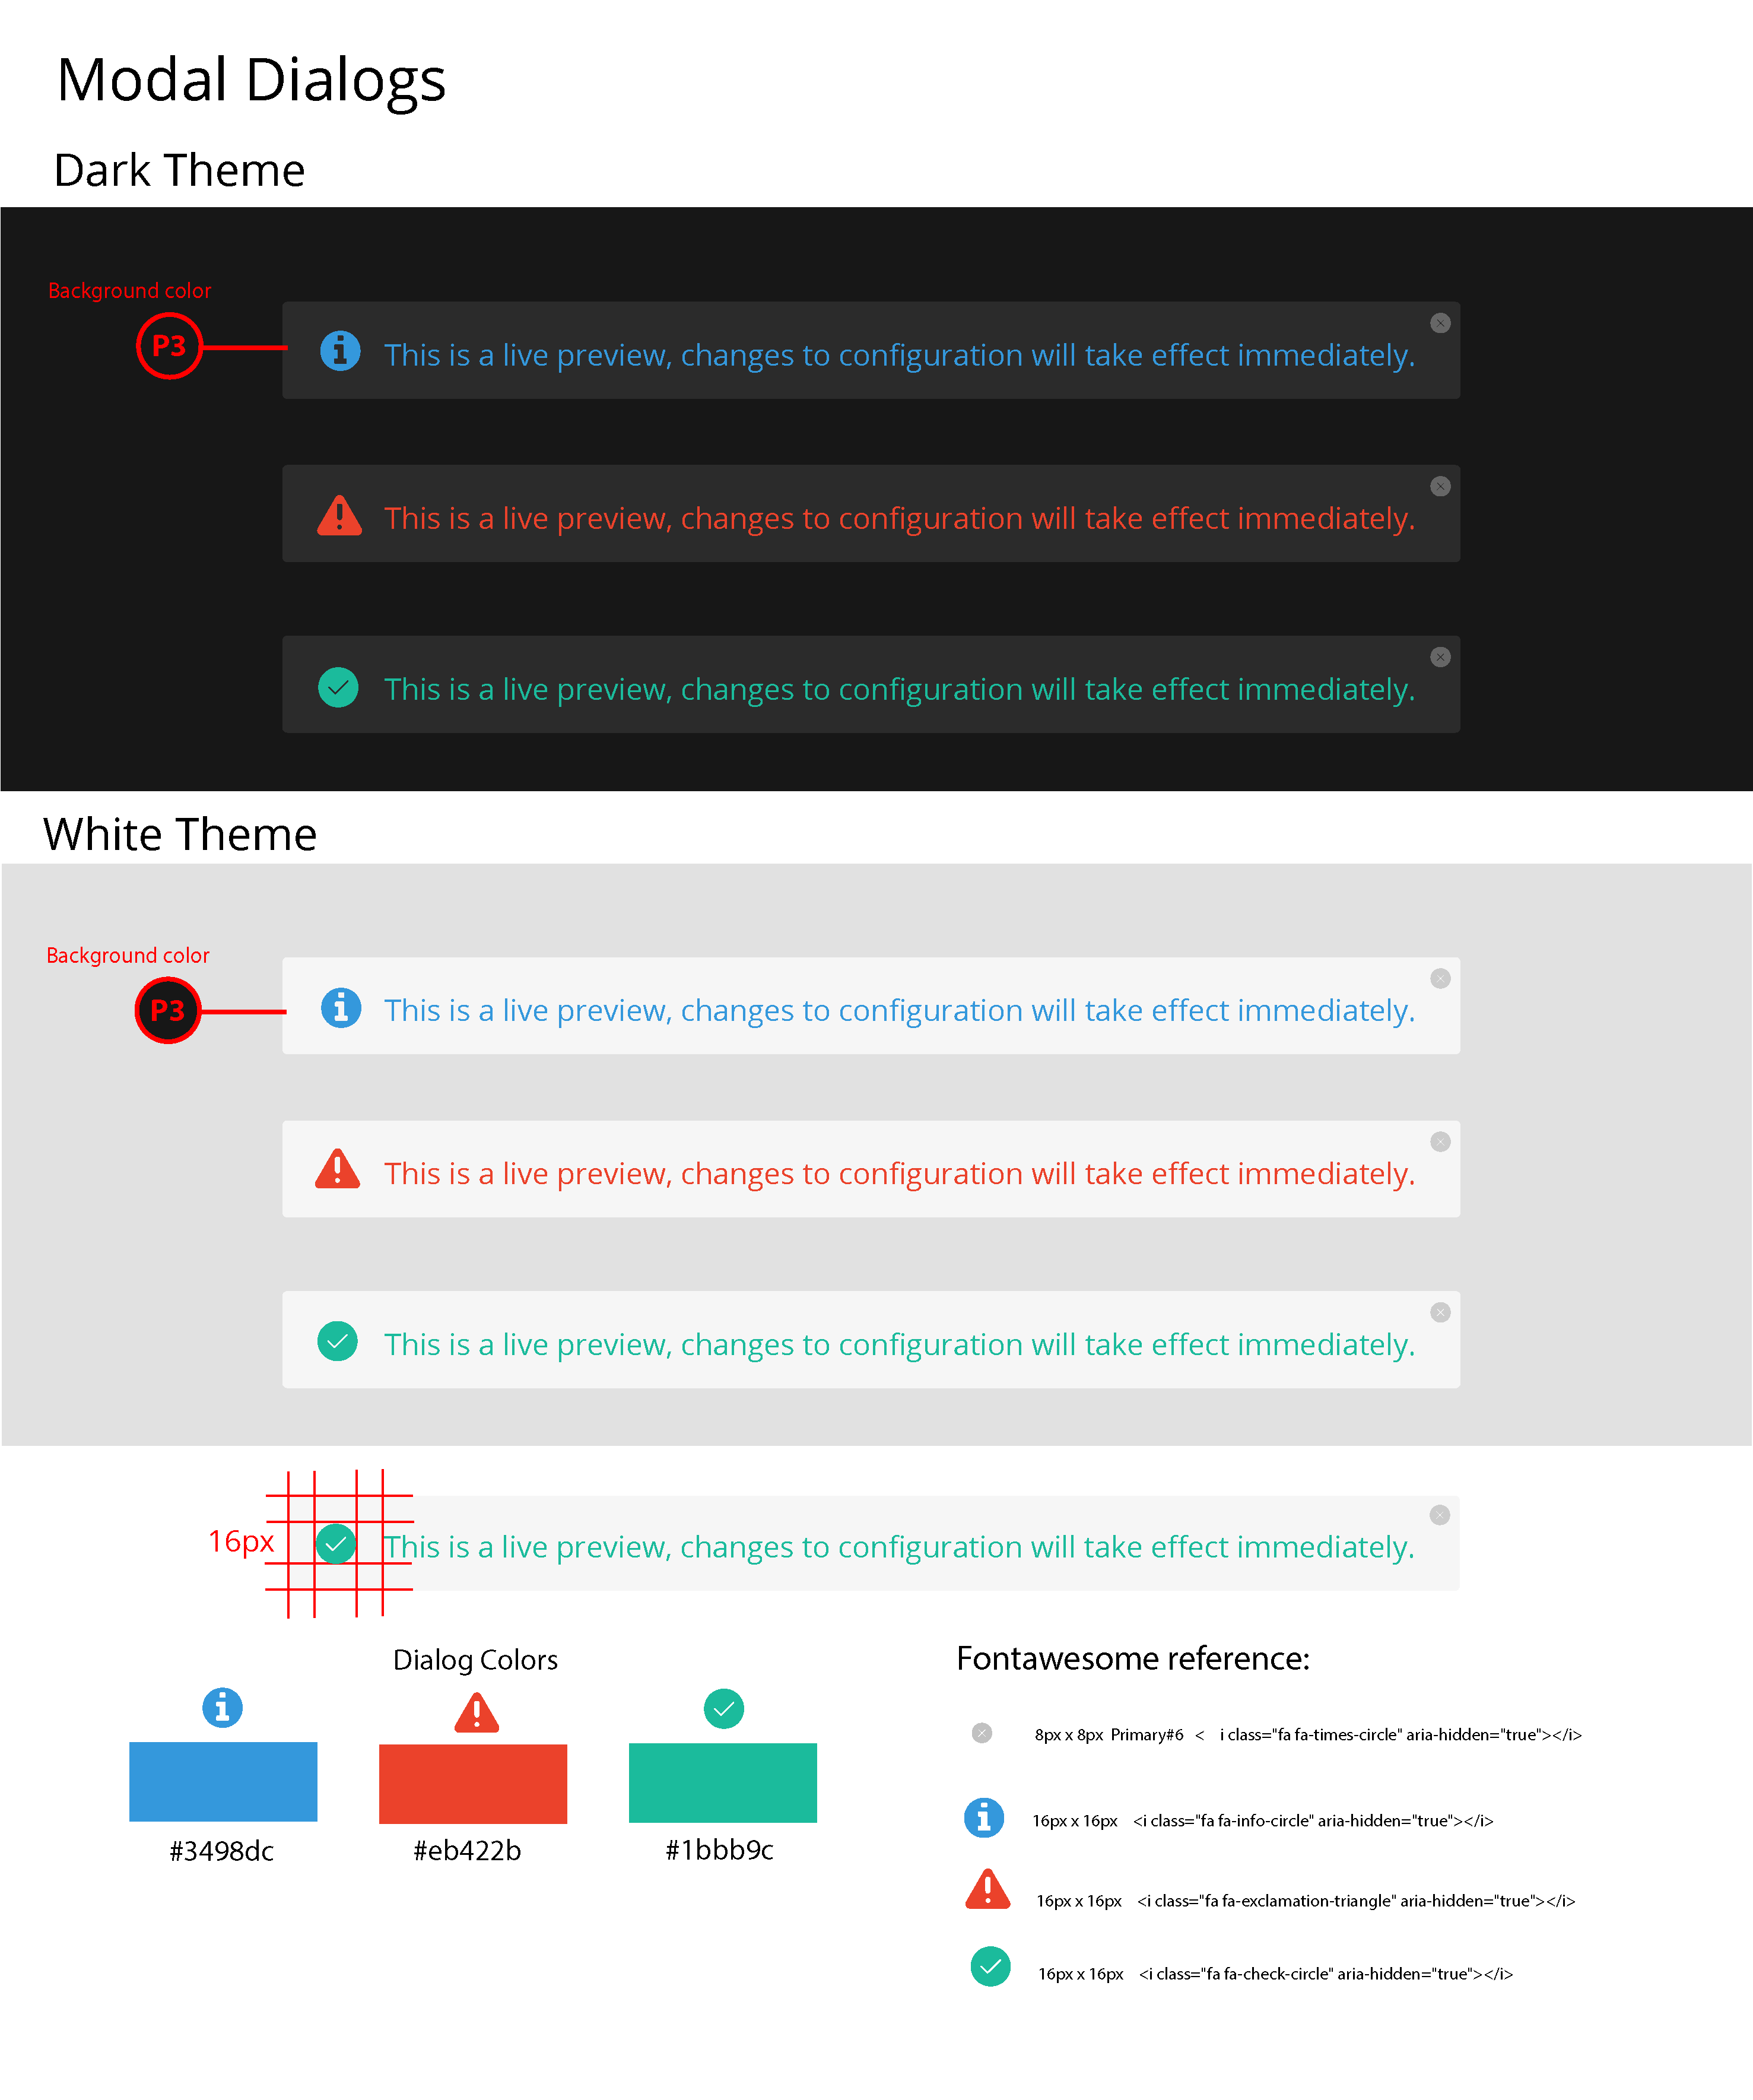 Modal Dialogs
Dark Theme
Background color
P3
This is a live preview, changes to configuration will take effect immediately.
This is a live preview, changes to configuration will take effect immediately.
This is a live preview, changes to configuration will take effect immediately.
White Theme
Background color
P3
This is a live preview, changes to configuration will take effect immediately.
This is a live preview, changes to configuration will take effect immediately.
This is a live preview, changes to configuration will take effect immediately.
16px
This is a live preview, changes to configuration will take effect immediately.
Dialog Colors
#3498dc
#eb422b
#1bbb9c
Fontawesome reference:
8px x 8px Primary#6 < i class="fa fa-times-circle" aria-hidden="true"></i>
16px x 16px <i class="fa fa-info-circle" aria-hidden="true"></i>
16px x 16px <i class="fa fa-exclamation-triangle" aria-hidden="true"></i>
16px x 16px <i class="fa fa-check-circle" aria-hidden="true"></i>